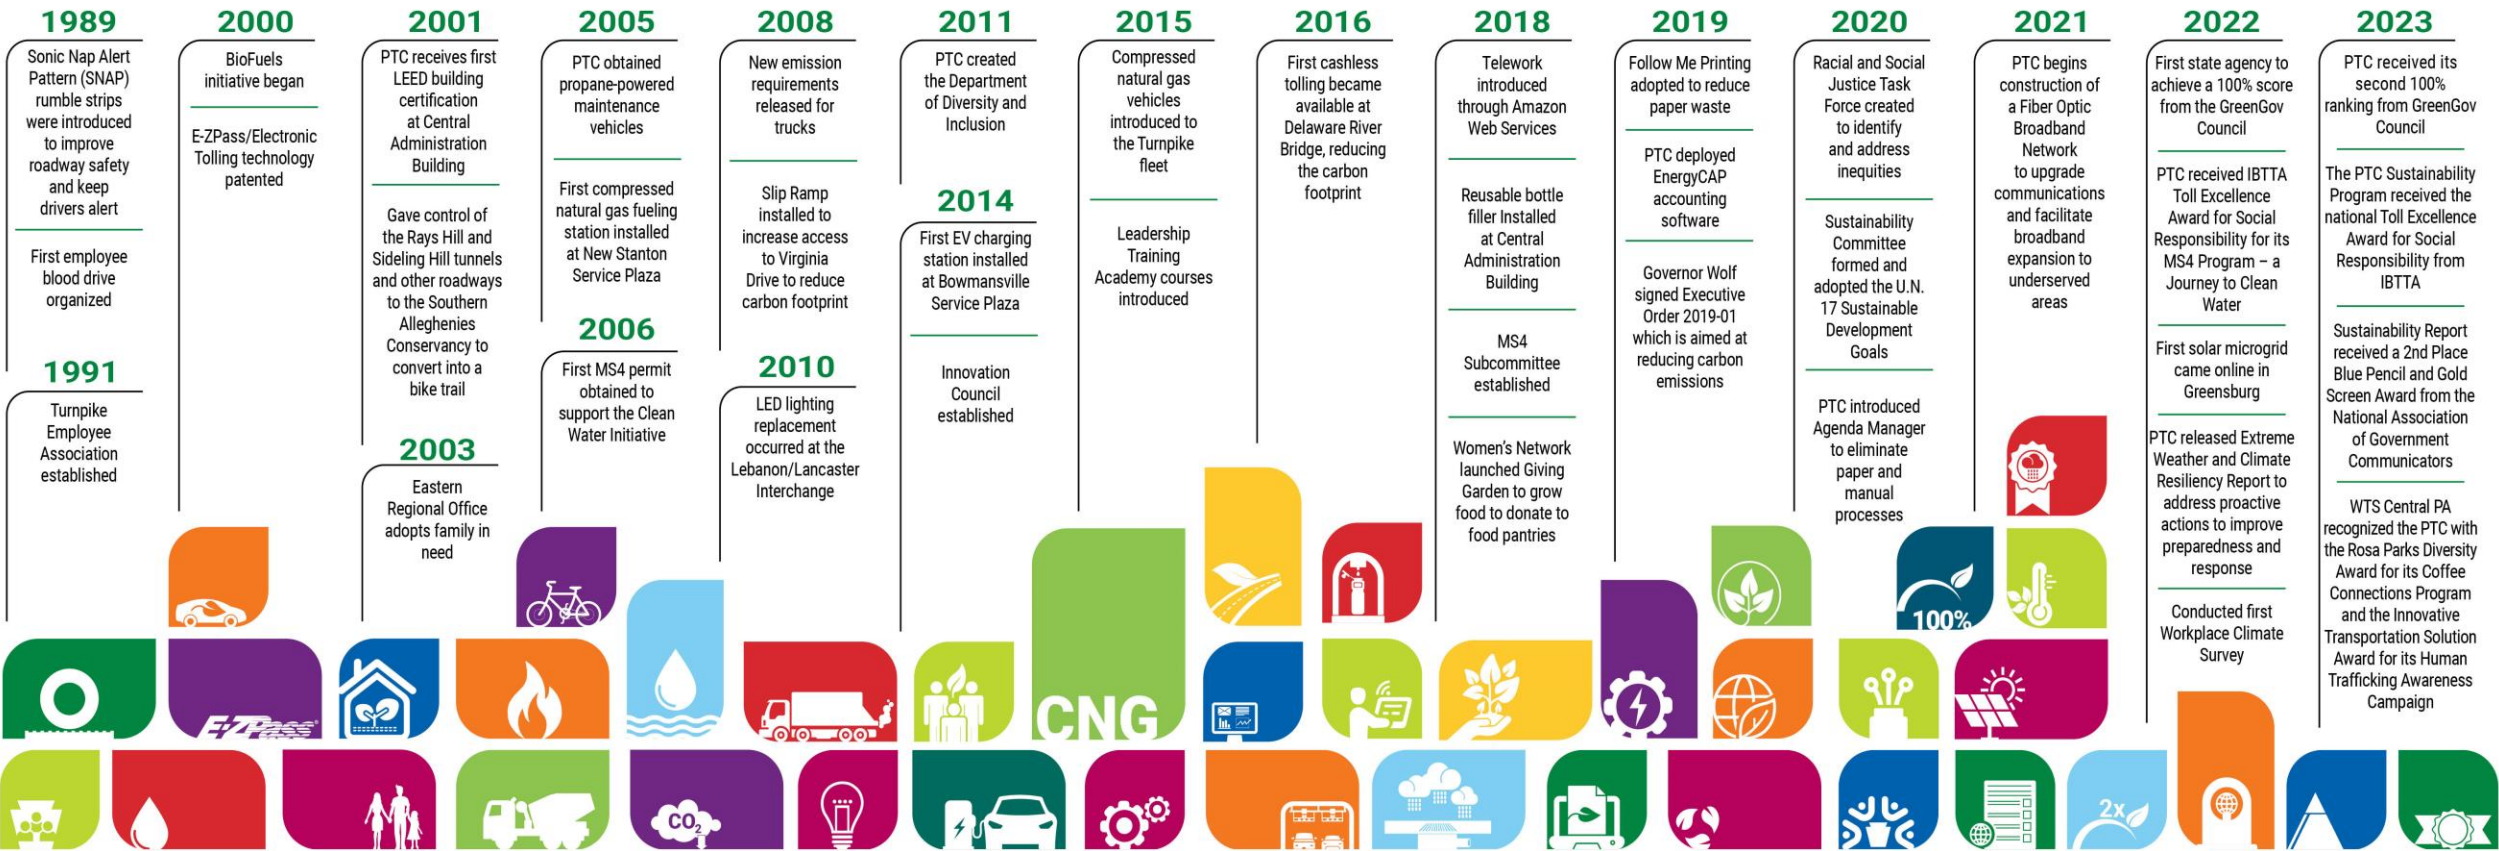 1989
Sonic Nap Alert
Pattern (SNAP)
rumble strips
were introduced
to improve
roadway safety
and keep
drivers alert
First employee
blood drive
organized
1991
Turnpike
Employee
Association
established
2000
BioFuels
initiative began
E-ZPass/Electronic
Tolling technology
patented
2001
PTC receives first
LEED building
certification
at Central
Administration
Building
Gave control of
the Rays Hill and
Sideling Hill tunnels
and other roadways
to the Southern
Alleghenies
Conservancy to
convert into a
bike trail
2003
Eastern
Regional Office
adopts family in
need
2005
PTC obtained
propane-powered
maintenance
vehicles
First compressed
natural gas fueling
station installed
at New Stanton
Service Plaza
2006
First MS4 permit
obtained to
support the Clean
Water Initiative
2008
New emission
requirements
released for
trucks
Slip Ramp
installed to
increase access
to Virginia
Drive to reduce
carbon footprint
2010
LED lighting
replacement
occurred at the
Lebanon/Lancaster
Interchange
2011
PTC created
the Department
of Diversity and
Inclusion
2014
First EV charging
station installed
at Bowmansville
Service Plaza
Innovation
Council
established
2015
Compressed
natural gas
vehicles
introduced to
the Turnpike
fleet
Leadership
Training
Academy courses
introduced
2016
First cashless
tolling became
available at
Delaware River
Bridge, reducing
the carbon
footprint
2018
Telework
introduced
through Amazon
Web Services
Reusable bottle
filler Installed
at Central
Administration
Building
MS4
Subcommittee
established
Women's Network
launched Giving
Garden to grow
food to donate to
food pantries
2019
Follow Me Printing
adopted to reduce
paper waste
PTC deployed
EnergyCAP
accounting
software
Governor Wolf
signed Executive
Order 2019-01
which is aimed at
reducing carbon
emissions
2020
Racial and Social
Justice Task
Force created
to identify
and address
inequities
Sustainability
Committee
formed and
adopted the U.N.
17 Sustainable
Development
Goals
PTC introduced
Agenda Manager
to eliminate
paper and
manual
processes
2021
PTC begins
construction of
a Fiber Optic
Broadband
Network
to upgrade
communications
and facilitate
broadband
expansion to
underserved
areas
2022
First state agency to
achieve a 100% score
from the GreenGov
Council
PTC received IBTTA
Toll Excellence
Award for Social
Responsibility for its
MS4 Program – a
Journey to Clean
Water
First solar microgrid
came online in
Greensburg
PTC released Extreme
Weather and Climate
Resiliency Report to
address proactive
actions to improve
preparedness and
response
Conducted first
Workplace Climate
Survey
2023
PTC received its
second 100%
ranking from GreenGov
Council
The PTC Sustainability
Program received the
national Toll Excellence
Award for Social
Responsibility from
IBTTA
Sustainability Report
received a 2nd Place
Blue Pencil and Gold
Screen Award from the
National Association
of Government
Communicators
WTS Central PA
recognized the PTC with
the Rosa Parks Diversity
Award for its Coffee
Connections Program
and the Innovative
Transportation Solution
Award for its Human
Trafficking Awareness
Campaign
100%
E-ZPass®
CNG
CO2
2x